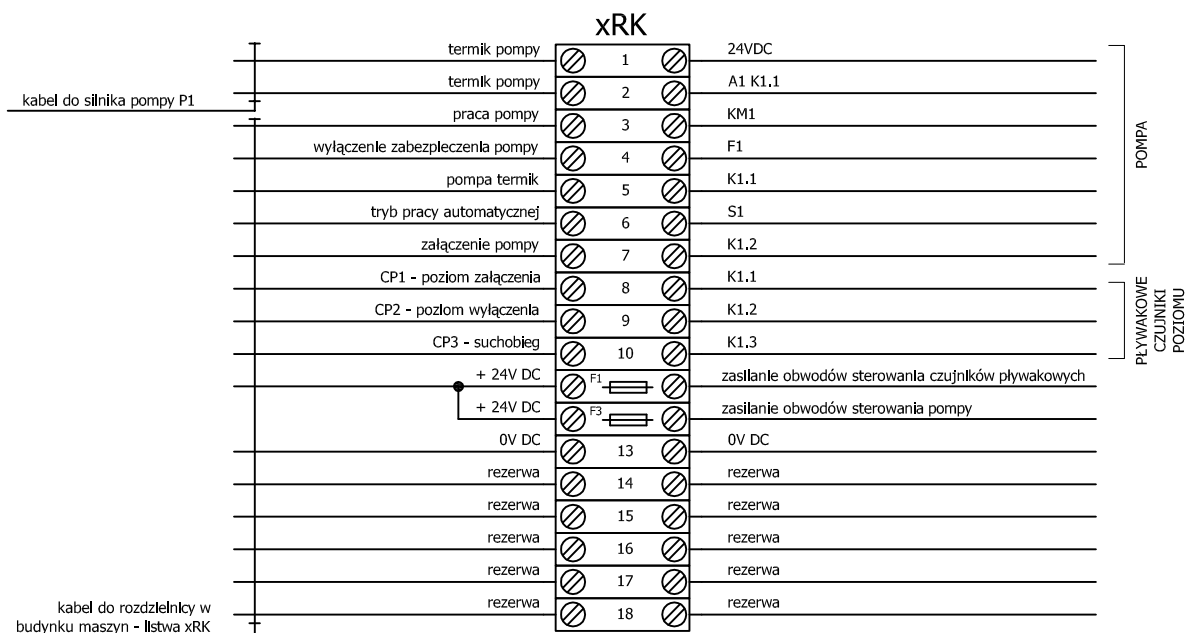 xRK
termik pompy 1 24VDC
termik pompy 2 A1 K1.1
kabel do silnika pompy P1
praca pompy 3 KM1
wyłączenie zabezpieczenia pompy 4 F1
pompa termik 5 K1.1
tryb pracy automatycznej 6 S1
załączenie pompy 7 K1.2
POMPA
CP1 - poziom załączenia 8 K1.1
CP2 - poziom wyłączenia 9 K1.2
CP3 - suchobieg 10 K1.3
PŁYWAKOWE
CZUJNIKI
POZIOMU
+ 24V DC F1 zasilanie obwodów sterowania czujników pływakowych
+ 24V DC F3 zasilanie obwodów sterowania pompy
0V DC 13 0V DC
rezerwa 14 rezerwa
rezerwa 15 rezerwa
rezerwa 16 rezerwa
rezerwa 17 rezerwa
rezerwa 18 rezerwa
kabel do rozdzielnicy w
budynku maszyn - listwa xRK